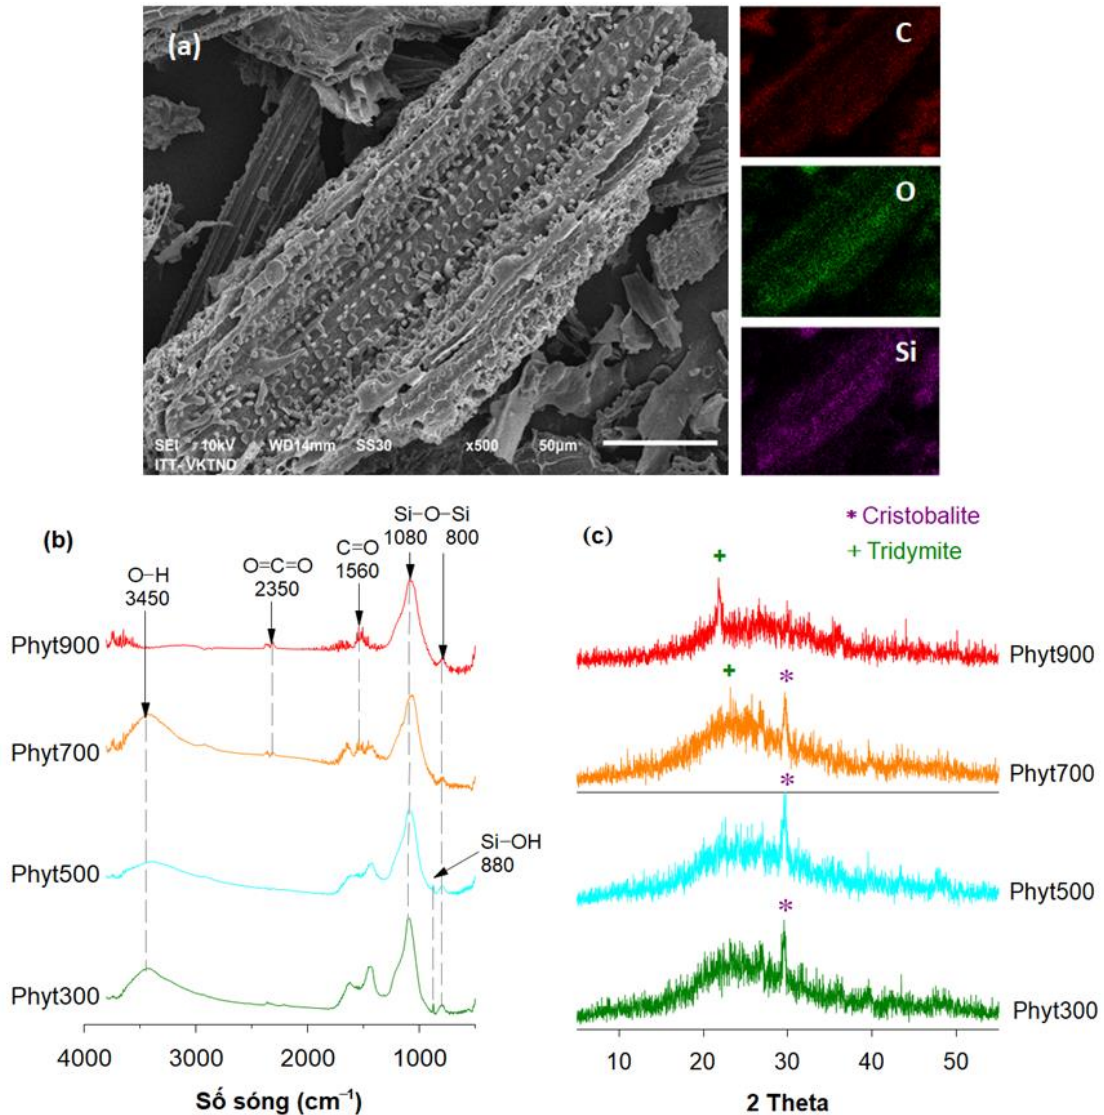 (a)
C
O
Si
SEI 10kV WD14mm SS30 x500 50µm
ITT-VKTND
(b)
O−H
3450
O=C=O
2350
C=O
1560
Si−O−Si
1080 800
Phyt900
Phyt700
Phyt500
Si−OH
880
Phyt300
4000 3000 2000 1000
Số sóng (cm⁻¹)
(c)
* Cristobalite
+ Tridymite
+
Phyt900
+ *
Phyt700
*
Phyt500
*
Phyt300
10 20 30 40 50
2 Theta